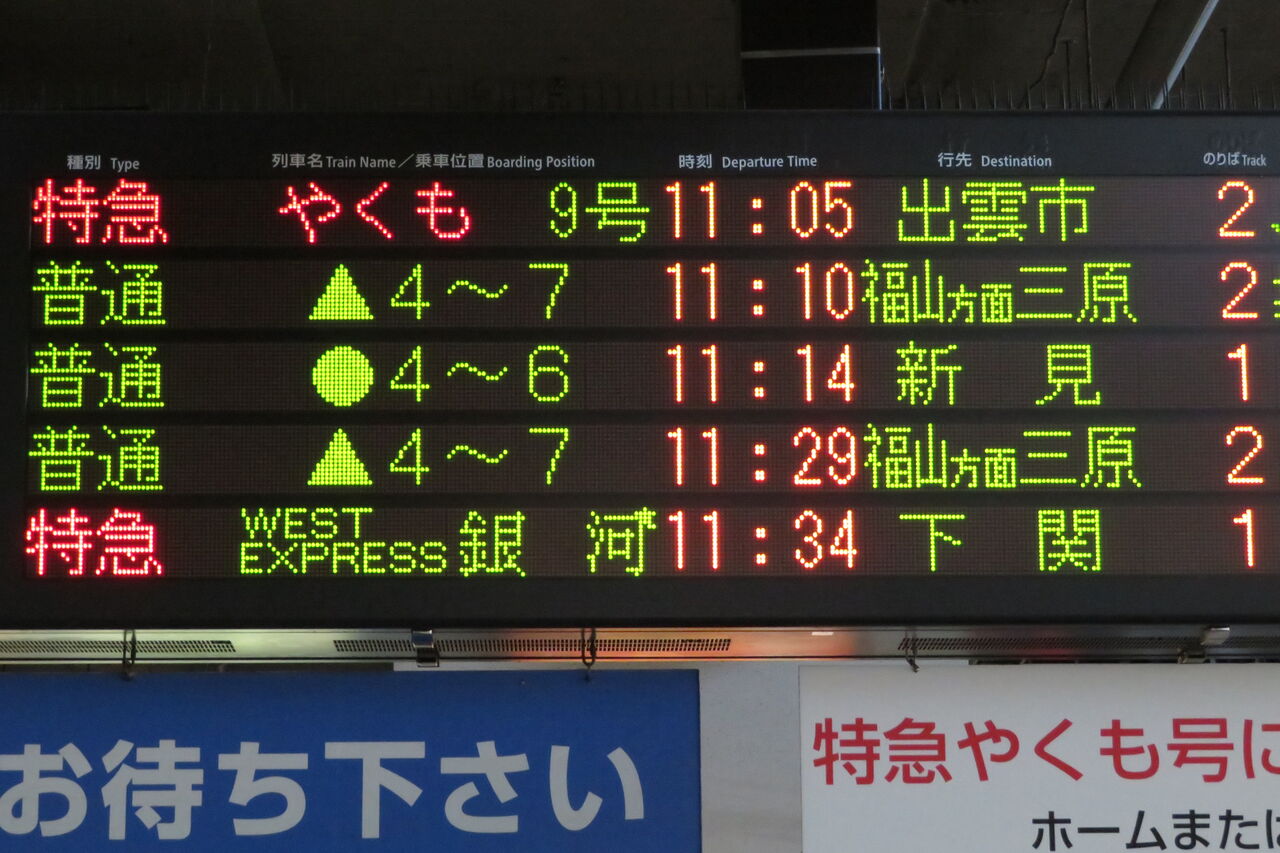 種別 Type 列車名 Train Name／乗車位置 Boarding Position 時刻 Departure Time 行先 Destination のりば Track
特急 やくも 9号 11:05 出雲市 2
普通 ▲4～7 11:10 福山方面三原 2
普通 ●4～6 11:14 新見 1
普通 ▲4～7 11:29 福山方面三原 2
特急 WEST EXPRESS 銀河* 11:34 下関 1
お待ち下さい
特急やくも号に
ホームまたは